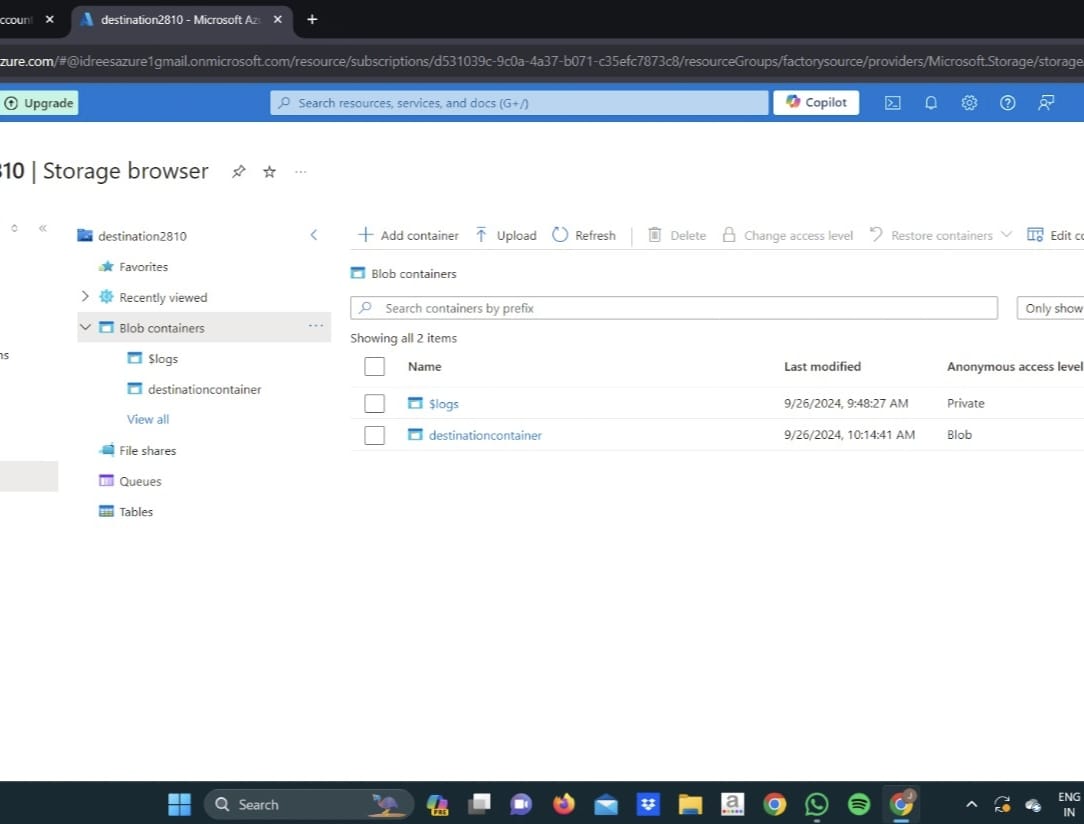 ccount
destination2810 - Microsoft Az
zure.com/#@idreesazure1gmail.onmicrosoft.com/resource/subscriptions/d531039c-9c0a-4a37-b071-c35efc7873c8/resourceGroups/factorysource/providers/Microsoft.Storage/storage
Upgrade
Search resources, services, and docs (G+/)
Copilot
810 | Storage browser
destination2810
Add container
Upload
Refresh
Delete
Change access level
Restore containers
Edit co
Favorites
Blob containers
Recently viewed
Search containers by prefix
Only show
Blob containers
Showing all 2 items
ns
$logs
Name
Last modified
Anonymous access level
destinationcontainer
$logs
9/26/2024, 9:48:27 AM
Private
View all
destinationcontainer
9/26/2024, 10:14:41 AM
Blob
File shares
Queues
Tables
Search
PRE
a
ENG
IN